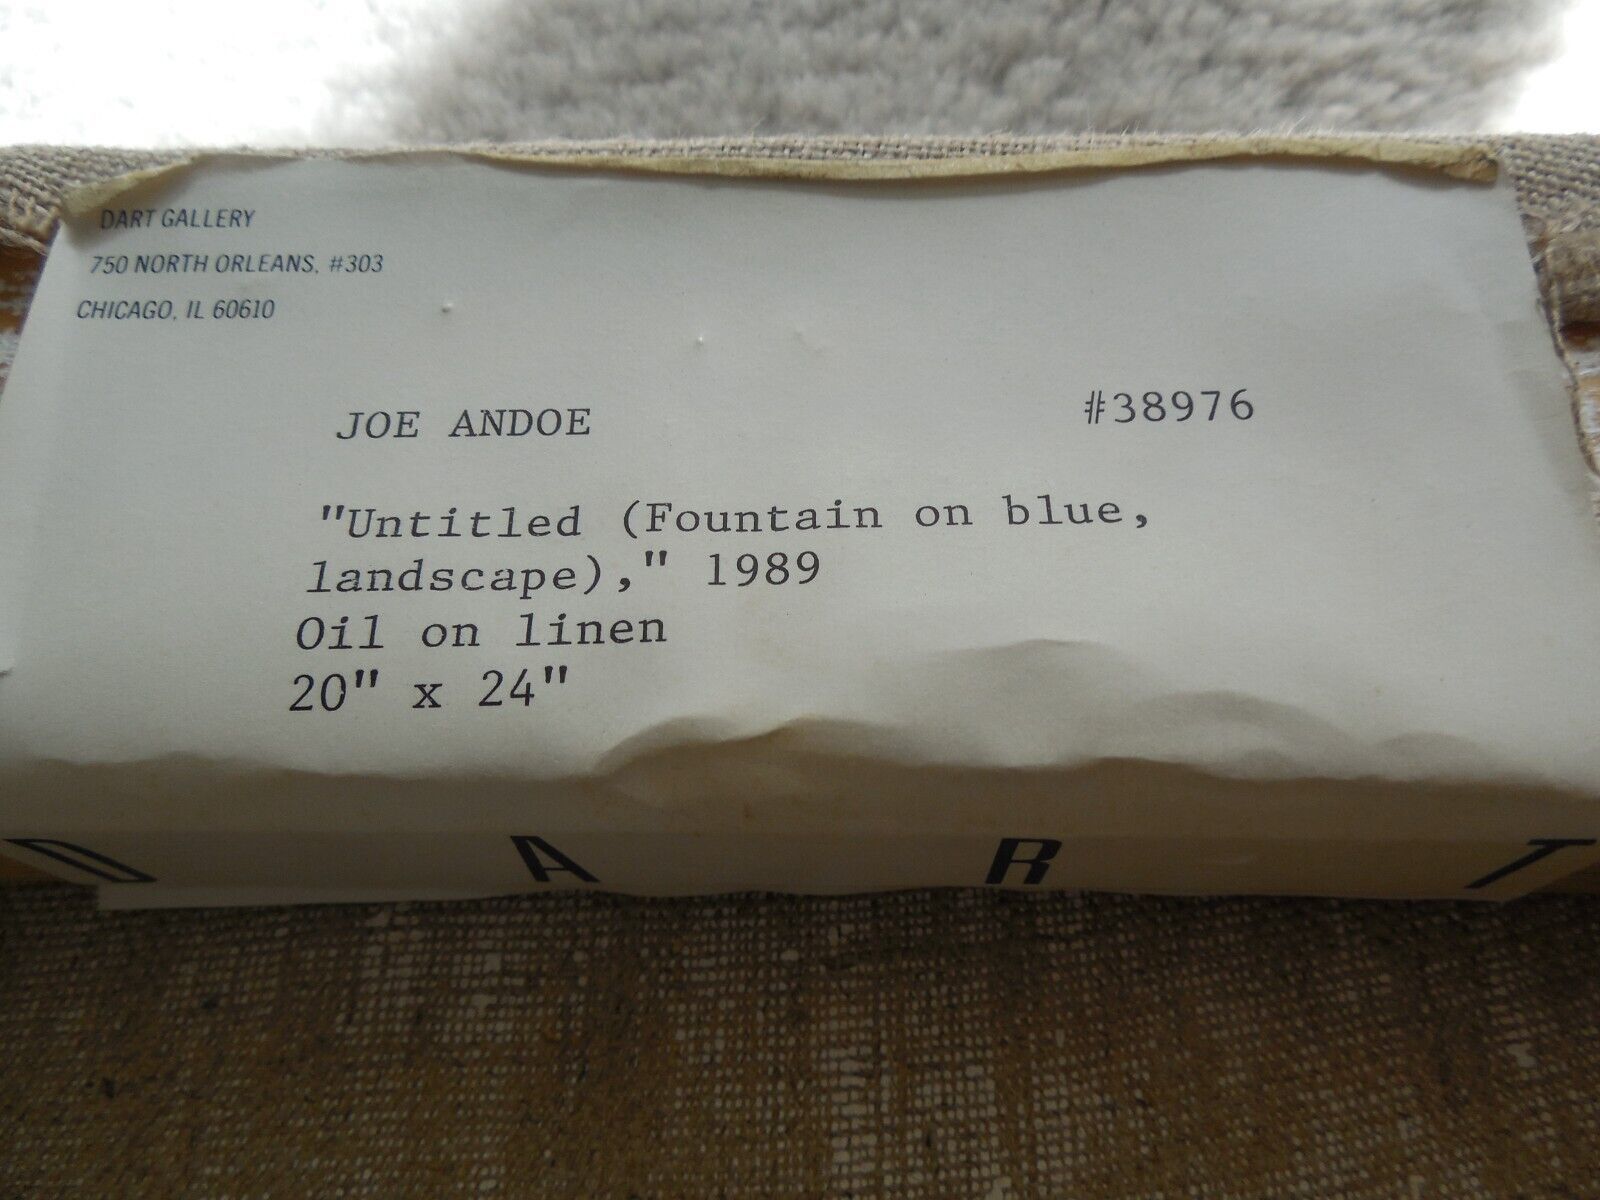 DART GALLERY
750 NORTH ORLEANS, #303
CHICAGO, IL 60610
JOE ANDOE #38976
"Untitled (Fountain on blue,
landscape)," 1989
Oil on linen
20" x 24"
D A R T